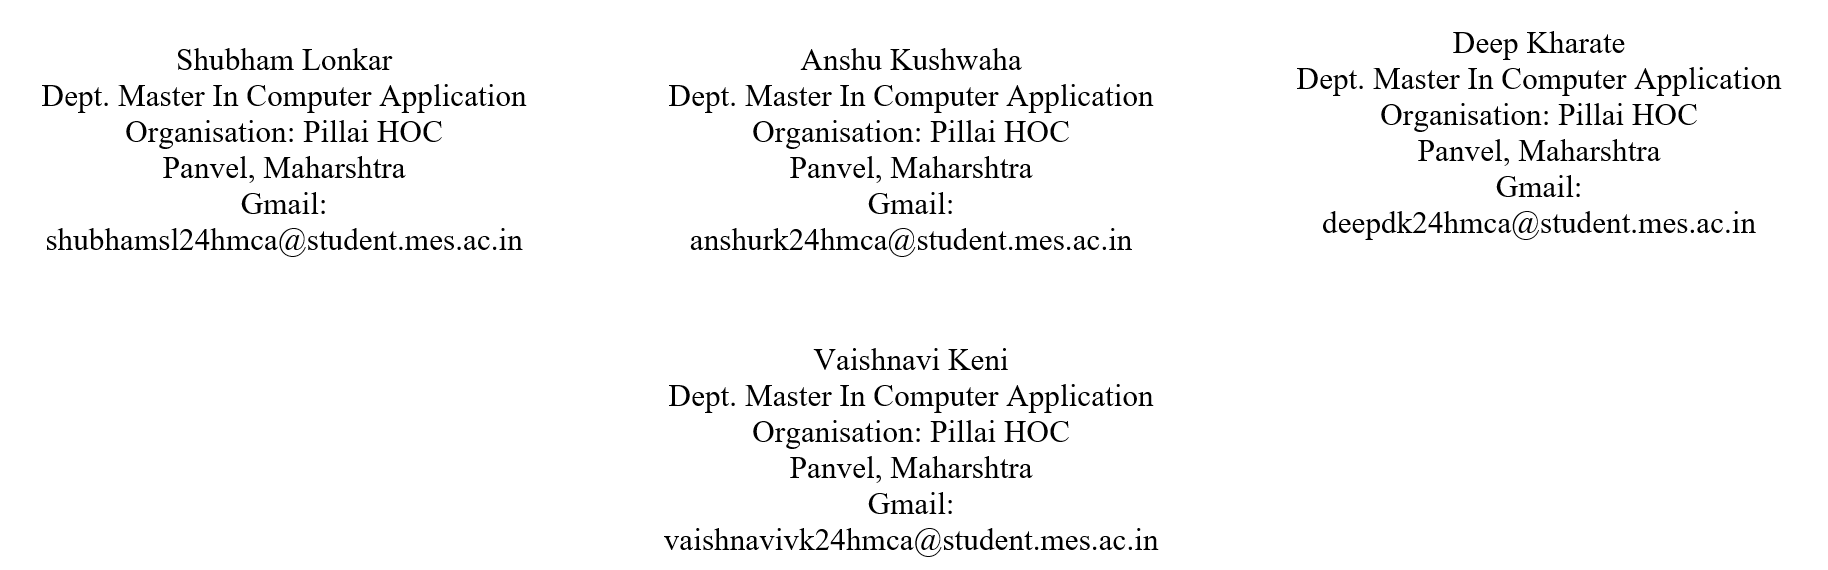 Shubham Lonkar
Dept. Master In Computer Application
Organisation: Pillai HOC
Panvel, Maharshtra
Gmail:
shubhamsl24hmca@student.mes.ac.in
Anshu Kushwaha
Dept. Master In Computer Application
Organisation: Pillai HOC
Panvel, Maharshtra
Gmail:
anshurk24hmca@student.mes.ac.in
Deep Kharate
Dept. Master In Computer Application
Organisation: Pillai HOC
Panvel, Maharshtra
Gmail:
deepdk24hmca@student.mes.ac.in
Vaishnavi Keni
Dept. Master In Computer Application
Organisation: Pillai HOC
Panvel, Maharshtra
Gmail:
vaishnavivk24hmca@student.mes.ac.in